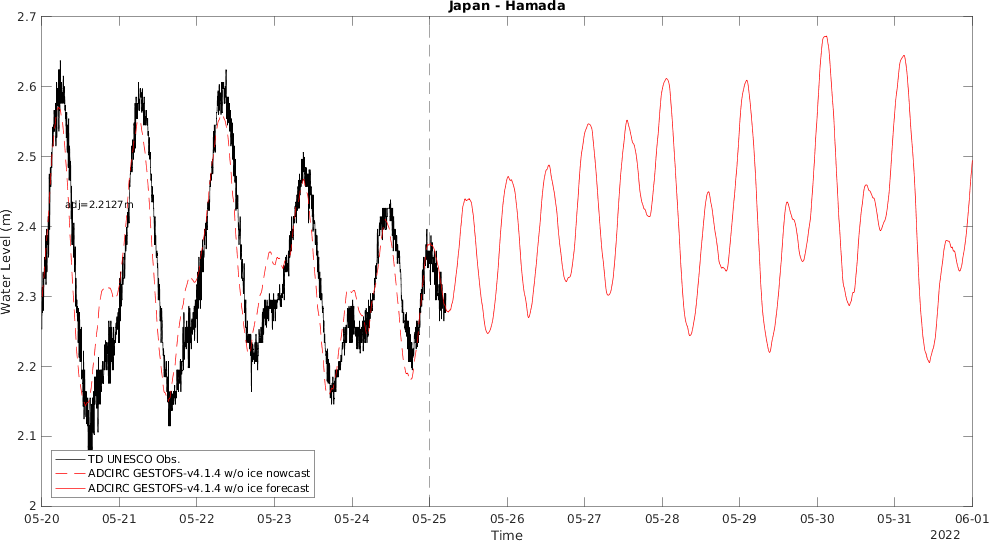 Japan - Hamada
2.7
2.6
2.5
adj=2.2127m
2.4
Water Level (m)
2.3
2.2
2.1
2
TD UNESCO Obs.
ADCIRC GESTOFS-v4.1.4 w/o ice nowcast
ADCIRC GESTOFS-v4.1.4 w/o ice forecast
05-20 05-21 05-22 05-23 05-24 05-25 05-26 05-27 05-28 05-29 05-30 05-31 06-01
Time
2022